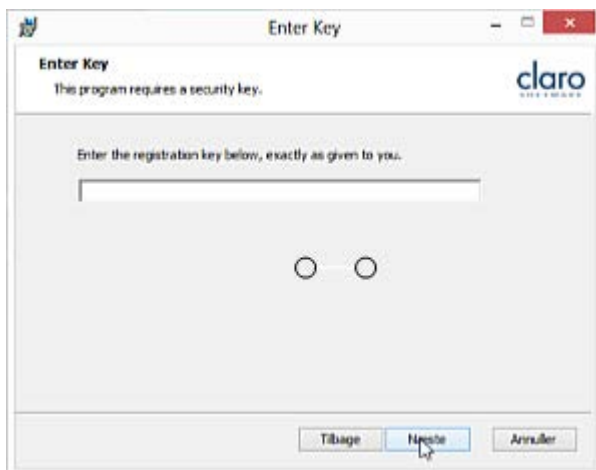 Enter Key
Enter Key
This program requires a security key.
claro
SOFTWARE
Enter the registration key below, exactly as given to you.
Tilbage
Næste
Annuller